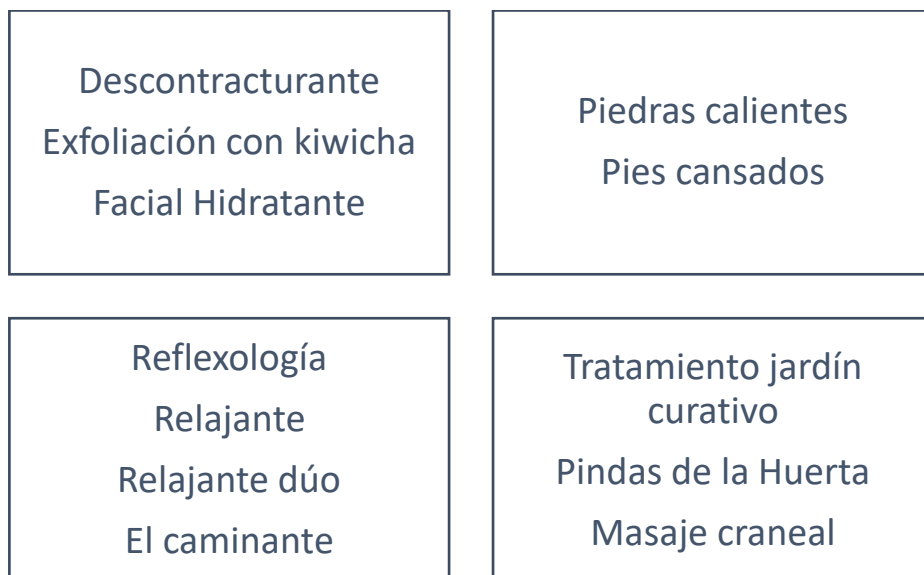 Descontracturante
Exfoliación con kiwicha
Facial Hidratante
Piedras calientes
Pies cansados
Reflexología
Relajante
Relajante dúo
El caminante
Tratamiento jardín
curativo
Pindas de la Huerta
Masaje craneal